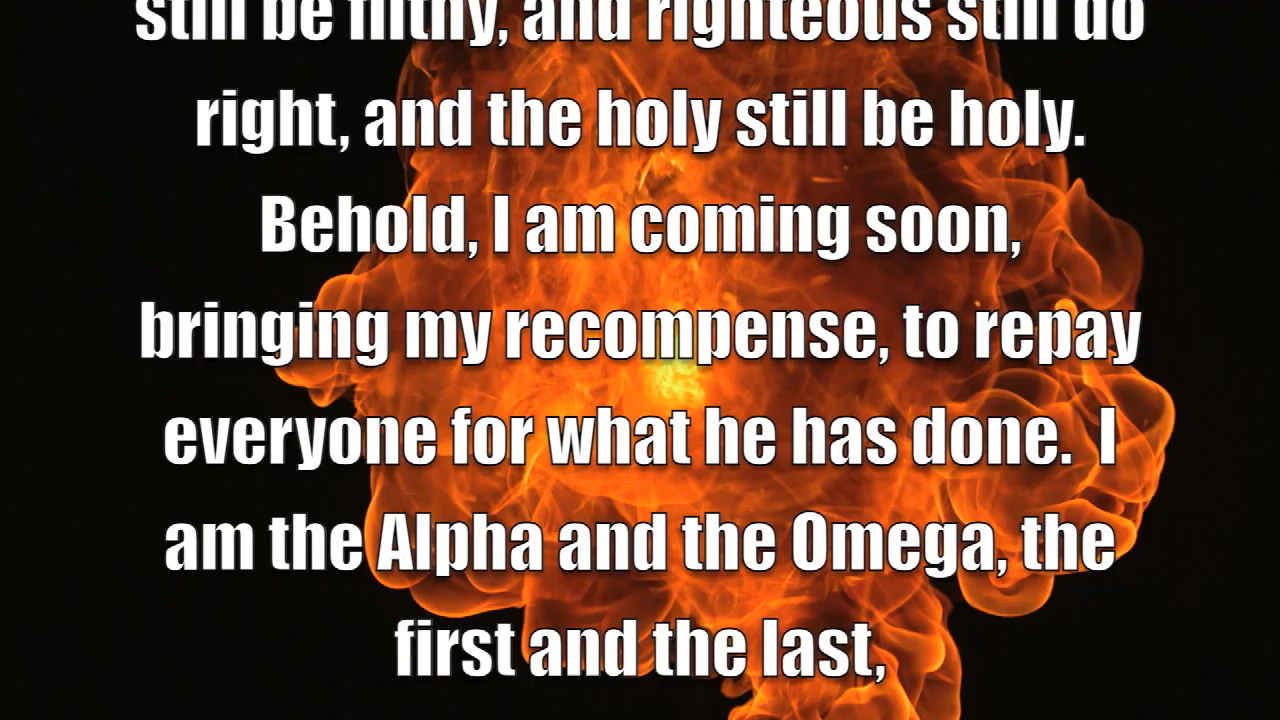 still be filthy, and righteous still do
right, and the holy still be holy.
Behold, I am coming soon,
bringing my recompense, to repay
everyone for what he has done. I
am the Alpha and the Omega, the
first and the last,